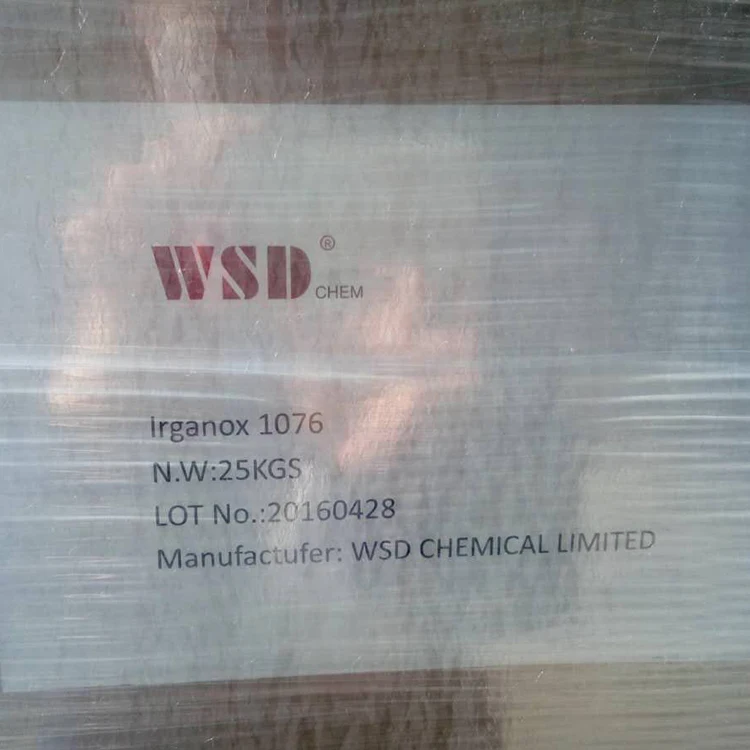 WSD® CHEM
Irganox 1076
N.W:25KGS
LOT No.:20160428
Manufactufer: WSD CHEMICAL LIMITED